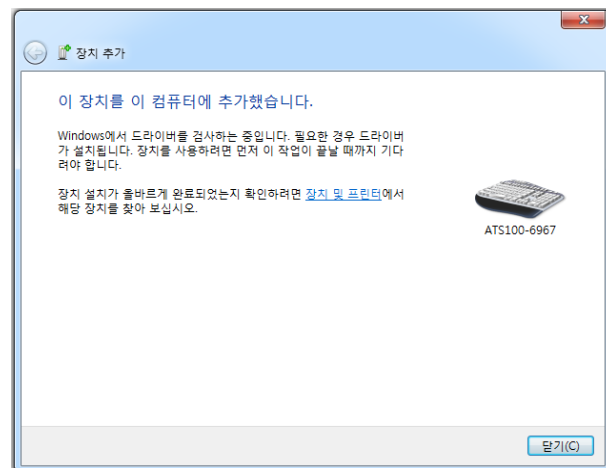 장치 추가
이 장치를 이 컴퓨터에 추가했습니다.
Windows에서 드라이버를 검사하는 중입니다. 필요한 경우 드라이버
가 설치됩니다. 장치를 사용하려면 먼저 이 작업이 끝날 때까지 기다
려야 합니다.
장치 설치가 올바르게 완료되었는지 확인하려면 장치 및 프린터에서
해당 장치를 찾아 보십시오.
ATS100-6967
닫기(C)